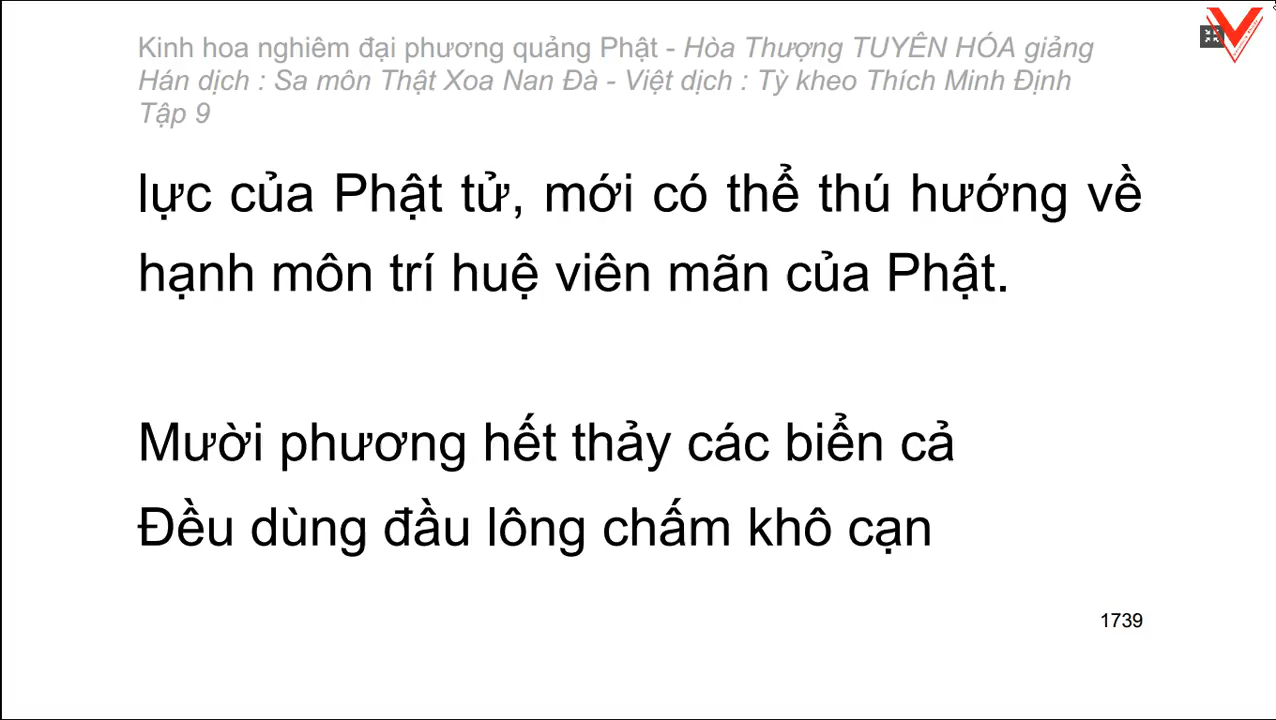 Kinh hoa nghiêm đại phương quảng Phật - Hòa Thượng TUYÊN HÓA giảng
Hán dịch : Sa môn Thật Xoa Nan Đà - Việt dịch : Tỳ kheo Thích Minh Định
Tập 9
lực của Phật tử, mới có thể thú hướng về
hạnh môn trí huệ viên mãn của Phật.
Mười phương hết thảy các biển cả
Đều dùng đầu lông chấm khô cạn
1739